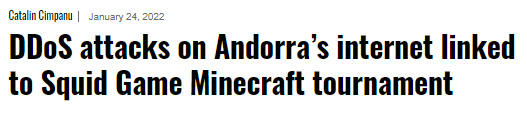 Catalin Cimpanu | January 24, 2022
DDoS attacks on Andorra’s internet linked
to Squid Game Minecraft tournament